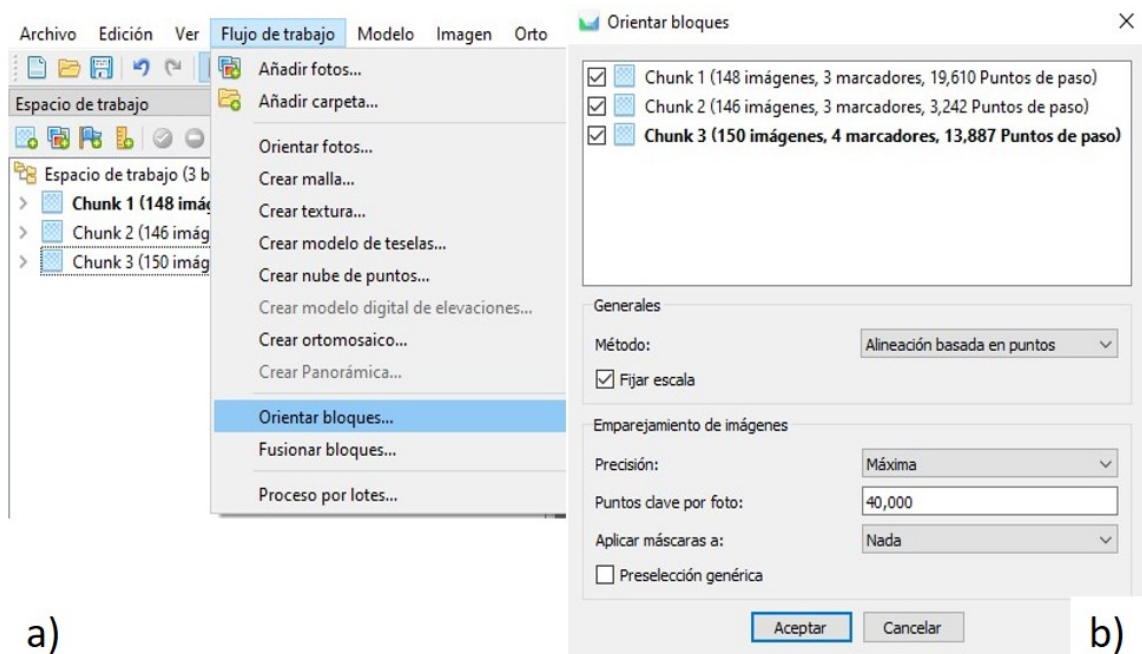 Archivo Edición Ver Flujo de trabajo Modelo Imagen Orto
Espacio de trabajo
Espacio de trabajo (3 b
Chunk 1 (148 imág
Chunk 2 (146 imág
Chunk 3 (150 imág
Añadir fotos...
Añadir carpeta...
Orientar fotos...
Crear malla...
Crear textura...
Crear modelo de teselas...
Crear nube de puntos...
Crear modelo digital de elevaciones...
Crear ortomosaico...
Crear Panorámica...
Orientar bloques...
Fusionar bloques...
Proceso por lotes...
a)
Orientar bloques
Chunk 1 (148 imágenes, 3 marcadores, 19,610 Puntos de paso)
Chunk 2 (146 imágenes, 3 marcadores, 3,242 Puntos de paso)
Chunk 3 (150 imágenes, 4 marcadores, 13,887 Puntos de paso)
Generales
Método: Alineación basada en puntos
Fijar escala
Emparejamiento de imágenes
Precisión: Máxima
Puntos clave por foto: 40,000
Aplicar máscaras a: Nada
Preselección genérica
Aceptar Cancelar
b)